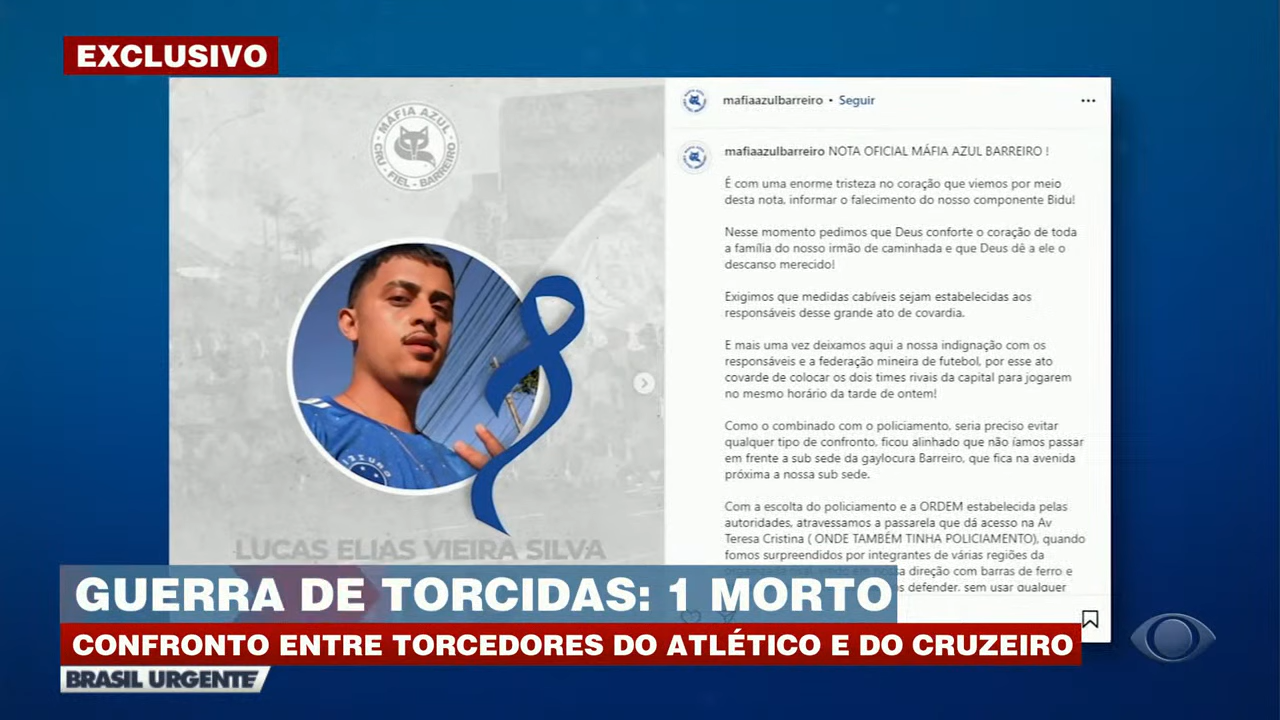 EXCLUSIVO
MÁFIA AZUL
CRU - FIEL - BARREIRO
LUCAS ELIAS VIEIRA SILVA
mafiaazulbarreiro • Seguir
mafiaazulbarreiro NOTA OFICIAL MÁFIA AZUL BARREIRO !
É com uma enorme tristeza no coração que viemos por meio
desta nota, informar o falecimento do nosso componente Bidu!
Nesse momento pedimos que Deus conforte o coração de toda
a família do nosso irmão de caminhada e que Deus dê a ele o
descanso merecido!
Exigimos que medidas cabíveis sejam estabelecidas aos
responsáveis desse grande ato de covardia.
E mais uma vez deixamos aqui a nossa indignação com os
responsáveis e a federação mineira de futebol, por esse ato
covarde de colocar os dois times rivais da capital para jogarem
no mesmo horário da tarde de ontem!
Como o combinado com o policiamento, seria preciso evitar
qualquer tipo de confronto, ficou alinhado que não íamos passar
em frente a sub sede da gaylocura Barreiro, que fica na avenida
próxima a nossa sub sede.
Com a escolta do policiamento e a ORDEM estabelecida pelas
autoridades, atravessamos a passarela que dá acesso na Av
Teresa Cristina ( ONDE TAMBÉM TINHA POLICIAMENTO), quando
fomos surpreendidos por integrantes de várias regiões da
direção com barras de ferro e
defender, sem usar qualquer
GUERRA DE TORCIDAS: 1 MORTO
CONFRONTO ENTRE TORCEDORES DO ATLÉTICO E DO CRUZEIRO
BRASIL URGENTE